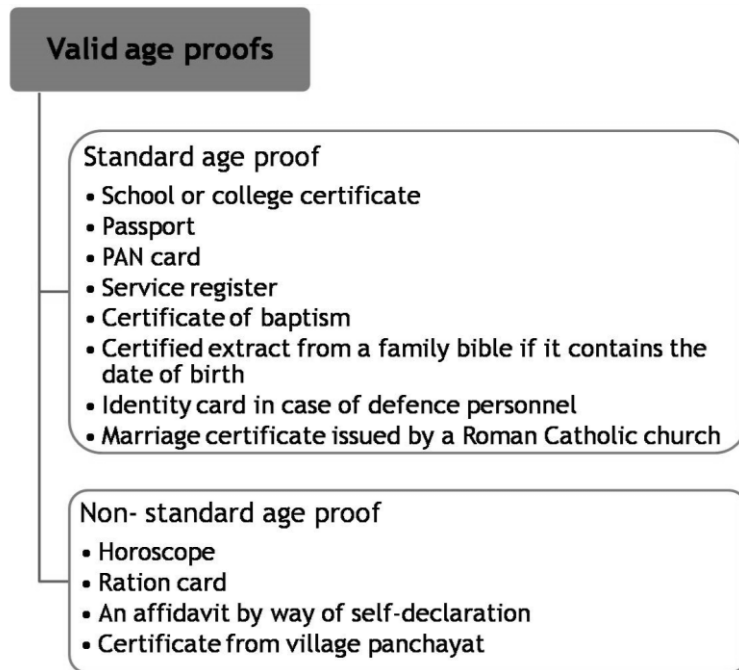 Valid age proofs
Standard age proof
• School or college certificate
• Passport
• PAN card
• Service register
• Certificate of baptism
• Certified extract from a family bible if it contains the
date of birth
• Identity card in case of defence personnel
• Marriage certificate issued by a Roman Catholic church
Non- standard age proof
• Horoscope
• Ration card
• An affidavit by way of self-declaration
• Certificate from village panchayat